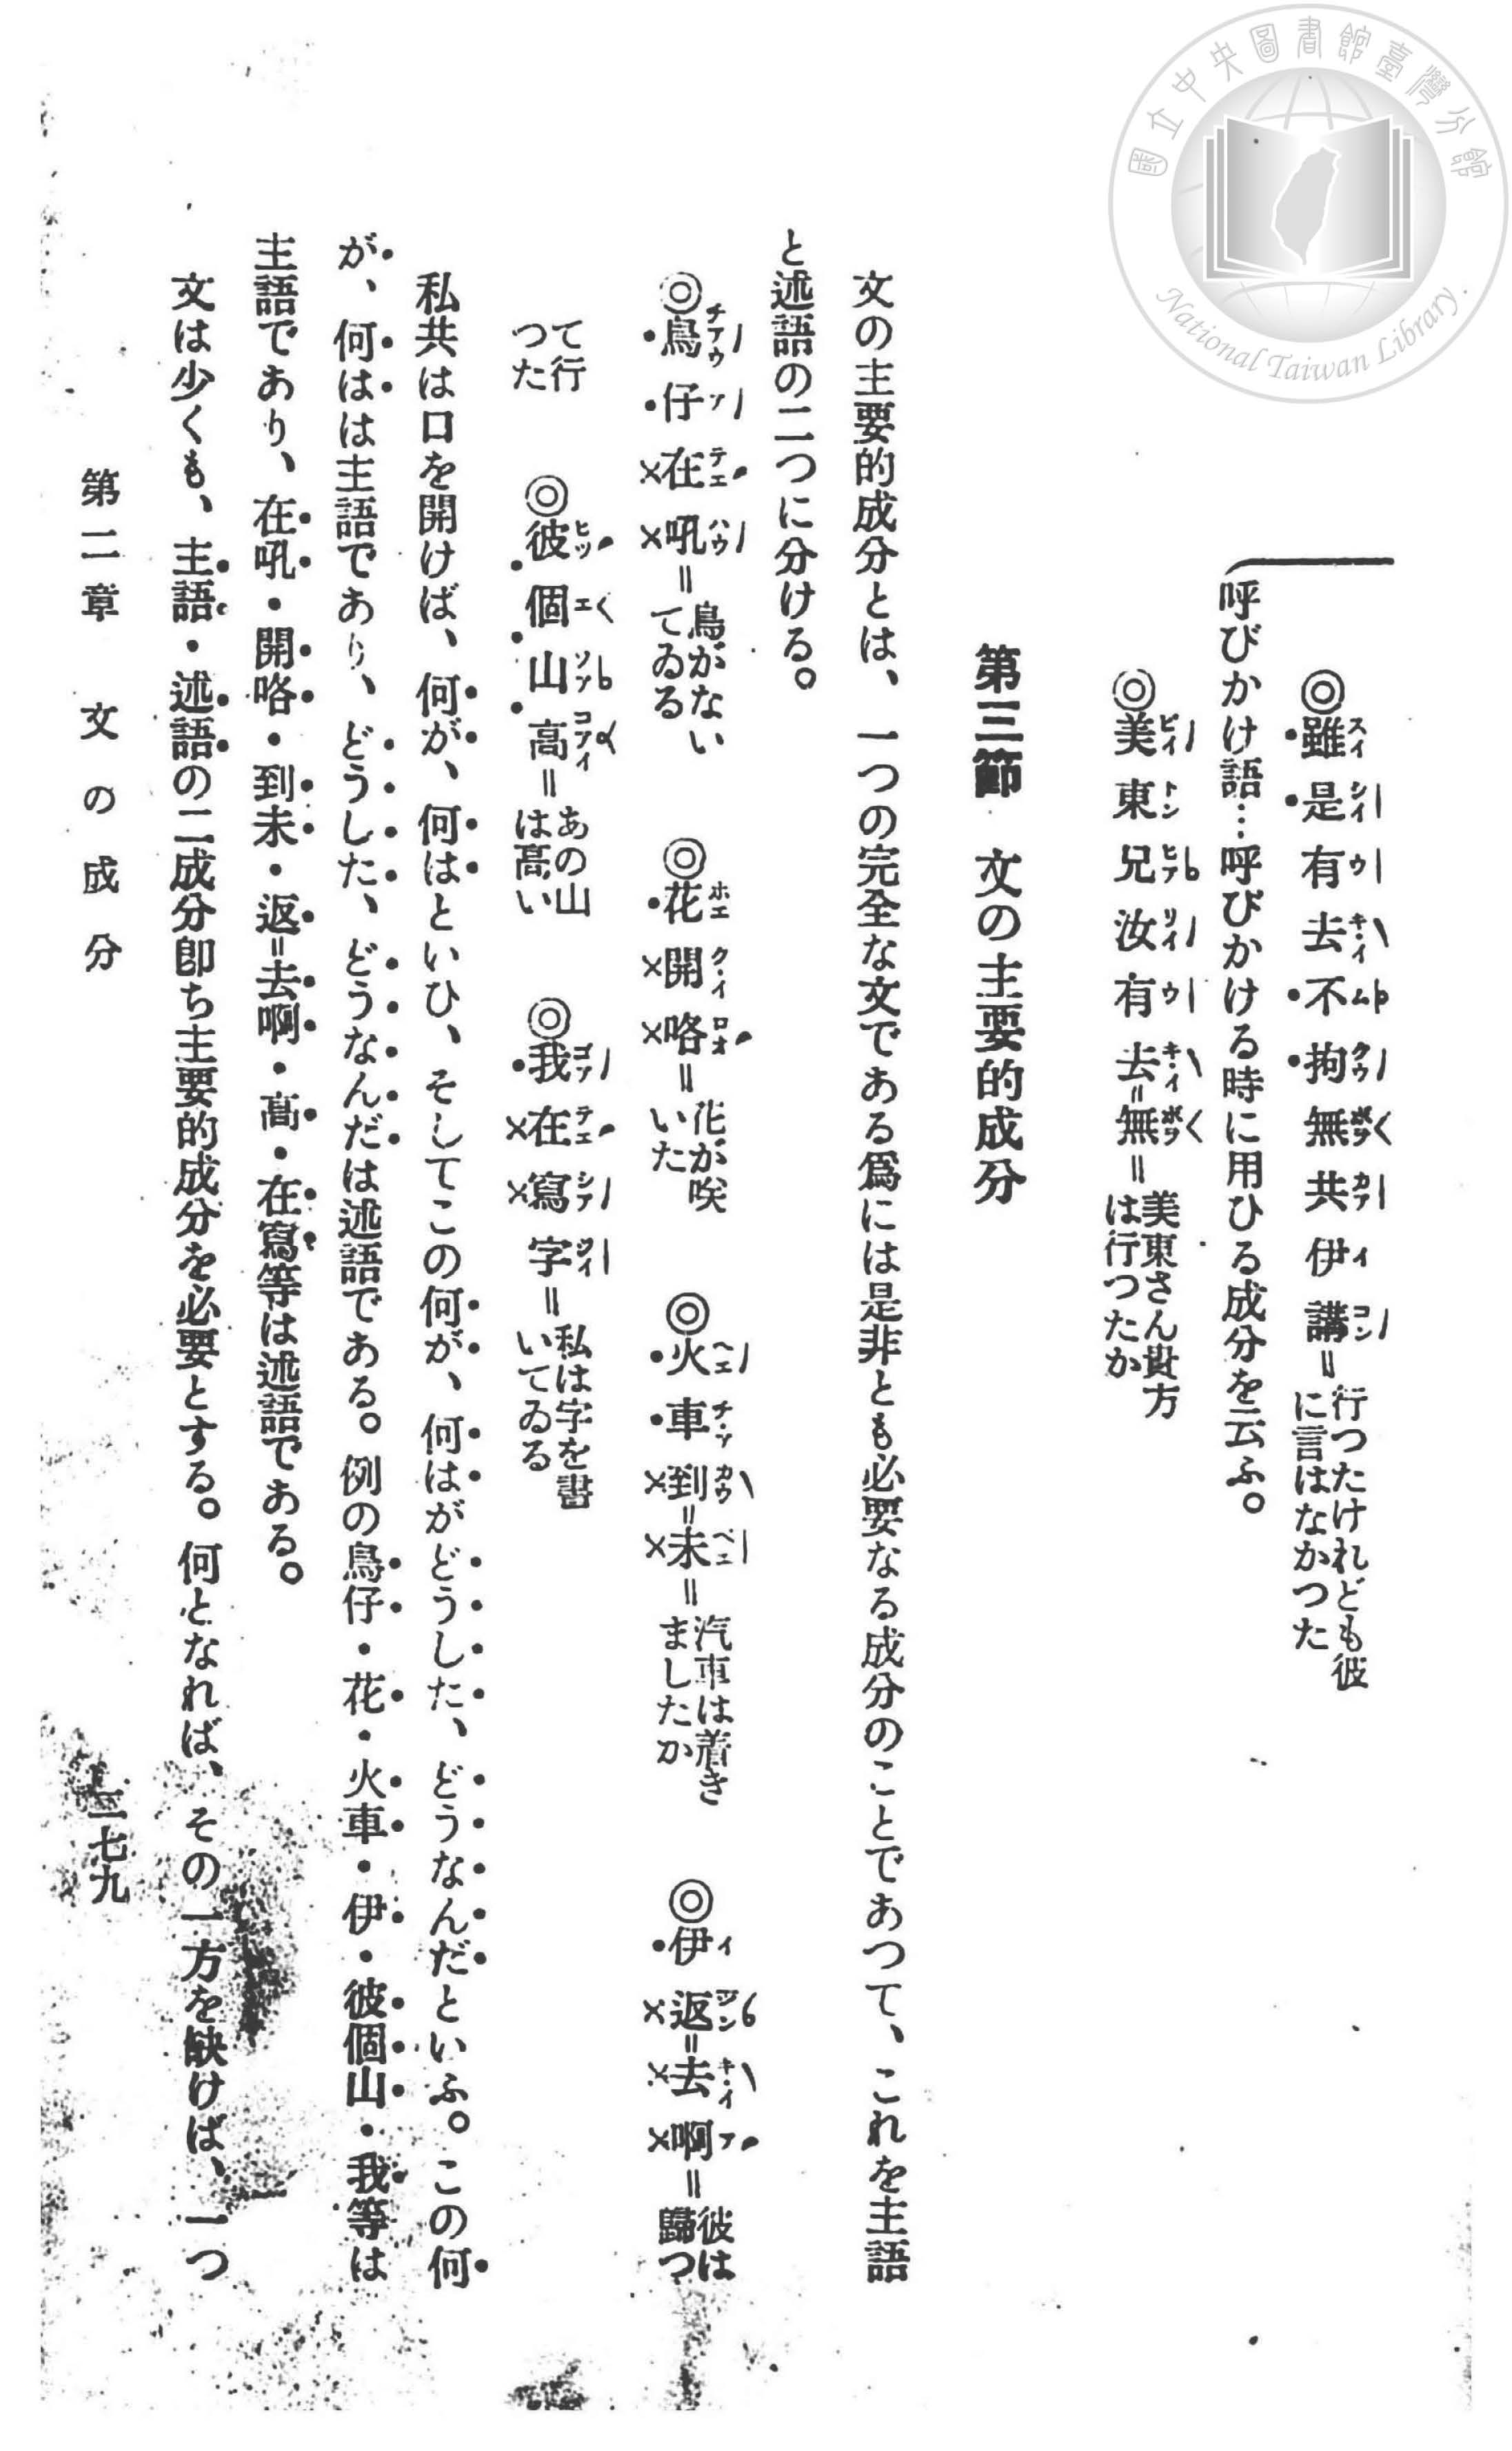 國立中央圖書館臺灣分館
National Taiwan Library
◎雖是有去不拘無共伊講=行つたけれども彼に言はなかつた
呼びかけ語…呼びかける時に用ひる成分を云ふ。
◎美東兄汝有去=無=美東さん貴方は行つたか
第三節 文の主要的成分
文の主要的成分とは、一つの完全な文である爲には是非とも必要なる成分のことであつて、これを主語
と述語の二つに分ける。
◎鳥仔在吼=鳥がないてゐる ◎花開咯=花が咲いた ◎火車到=未=汽車は着きましたか ◎伊返=去啊=彼は歸つ
て行つた ◎彼個山高=あの山は高い ◎我在寫字=私は字を書いてゐる
私共は口を開けば、何が、何はといひ、そしてこの何が、何はがどうした、どうなんだといふ。この何
が、何はは主語であり、どうした、どうなんだは述語である。例の鳥仔・花・火車・伊・彼個山・我等は
主語であり、在吼・開咯・到未・返=去啊・高・在寫等は述語である。
文は少くも、主語・述語の二成分卽ち主要的成分を必要とする。何となれば、その一方を缺けば、一つ
第二章 文の成分
二七九